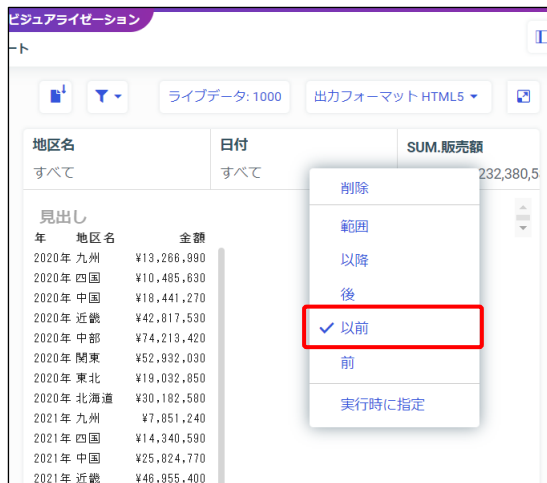 ビジュアライゼーション
ート
ライブデータ: 1000
出力フォーマット HTML5
地区名
日付
SUM.販売額
すべて
すべて
232,380,5
削除
範囲
以降
後
以前
前
実行時に指定
見出し
年 地区名 金額
2020年 九州 ¥13,266,990
2020年 四国 ¥10,485,630
2020年 中国 ¥18,441,270
2020年 近畿 ¥42,817,530
2020年 中部 ¥74,213,420
2020年 関東 ¥52,932,030
2020年 東北 ¥19,032,850
2020年 北海道 ¥30,182,580
2021年 九州 ¥7,851,240
2021年 四国 ¥14,340,590
2021年 中国 ¥25,824,770
2021年 近畿 ¥46,955,400